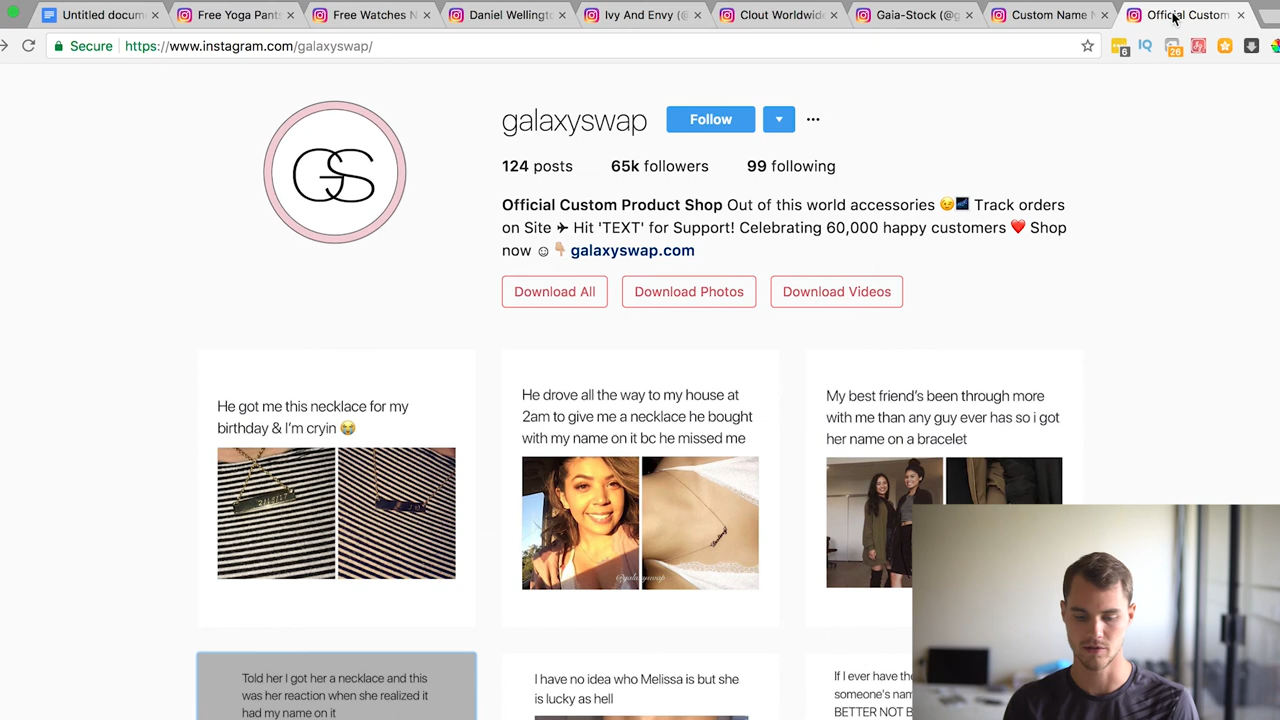 Untitled docum
Free Yoga Pants
Free Watches N
Daniel Wellingto
Ivy And Envy (@
Clout Worldwide
Gaia-Stock (@g
Custom Name N
Official Custom
Secure
https://www.instagram.com/galaxyswap/
6
IQ
26
GS
galaxyswap
Follow
124 posts
65k followers
99 following
Official Custom Product Shop Out of this world accessories 😉🌌 Track orders
on Site ✈ Hit 'TEXT' for Support! Celebrating 60,000 happy customers ❤️ Shop
now ☺👇🏼 galaxyswap.com
Download All
Download Photos
Download Videos
He got me this necklace for my
birthday & I'm cryin 😭
He drove all the way to my house at
2am to give me a necklace he bought
with my name on it bc he missed me
@galaxyswap
My best friend's been through more
with me than any guy ever has so i got
her name on a bracelet
Told her I got her a necklace and this
was her reaction when she realized it
had my name on it
I have no idea who Melissa is but she
is lucky as hell
If I ever have the
someone's nam
BETTER NOT B